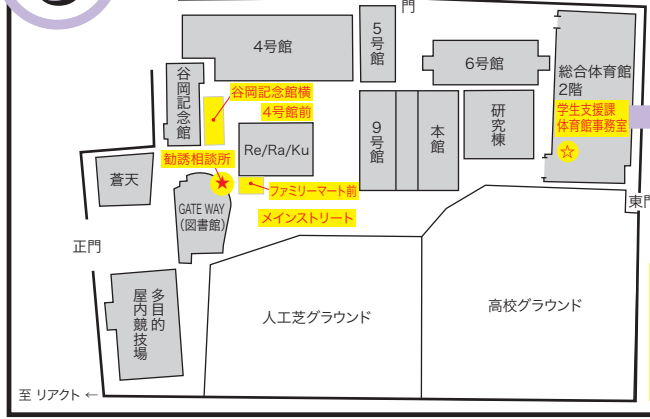 門
4号館
5号館
6号館
総合体育館
2階
学生支援課
体育館事務室
谷岡記念館
谷岡記念館横
4号館前
Re/Ra/Ku
9号館
本館
研究棟
勧誘相談所
蒼天
ファミリーマート前
GATE WAY
(図書館)
メインストリート
東門
正門
多目的
屋内競技場
人工芝グラウンド
高校グラウンド
至 リアクト ←